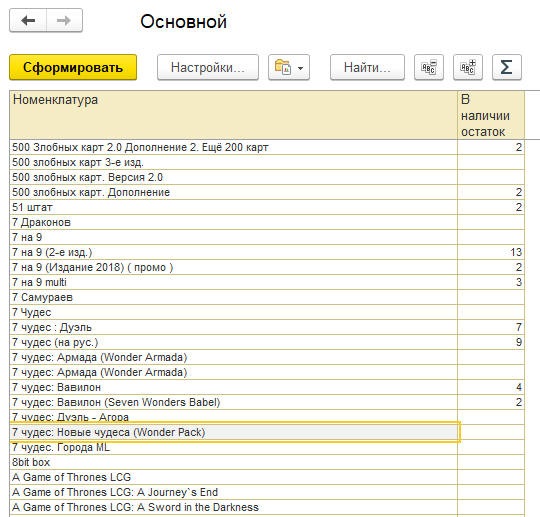 Основной
Сформировать Настройки... Найти... Σ
Номенклатура В
наличии
остаток
500 Злобных карт 2.0 Дополнение 2. Ещё 200 карт 2
500 злобных карт 3-е изд.
500 злобных карт. Версия 2.0
500 злобных карт. Дополнение 2
51 штат 2
7 Драконов
7 на 9
7 на 9 (2-е изд.) 13
7 на 9 (Издание 2018) ( промо ) 2
7 на 9 multi 3
7 Самураев
7 Чудес
7 чудес : Дуэль 7
7 чудес (на рус.) 9
7 чудес: Армада (Wonder Armada)
7 чудес: Армада (Wonder Armada)
7 чудес: Вавилон 4
7 чудес: Вавилон (Seven Wonders Babel) 2
7 чудес: Дуэль - Агора
7 чудес: Новые чудеса (Wonder Pack)
7 чудес. Города ML
8bit box
A Game of Thrones LCG
A Game of Thrones LCG: A Journey`s End
A Game of Thrones LCG: A Sword in the Darkness